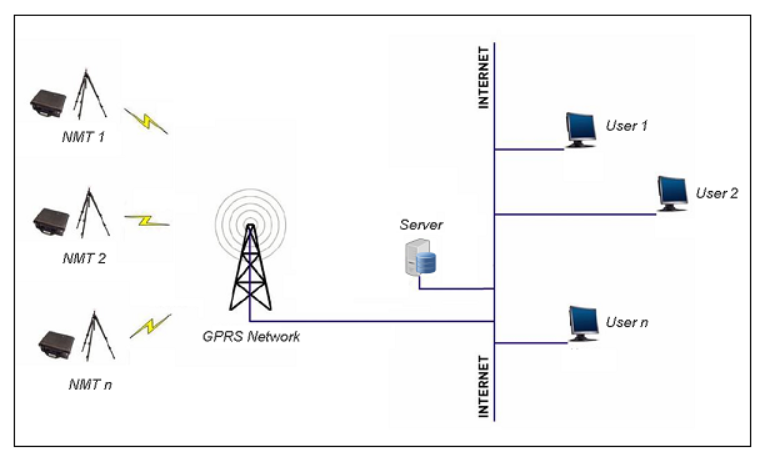 NMT 1
NMT 2
NMT n
GPRS Network
Server
INTERNET
INTERNET
User 1
User 2
User n